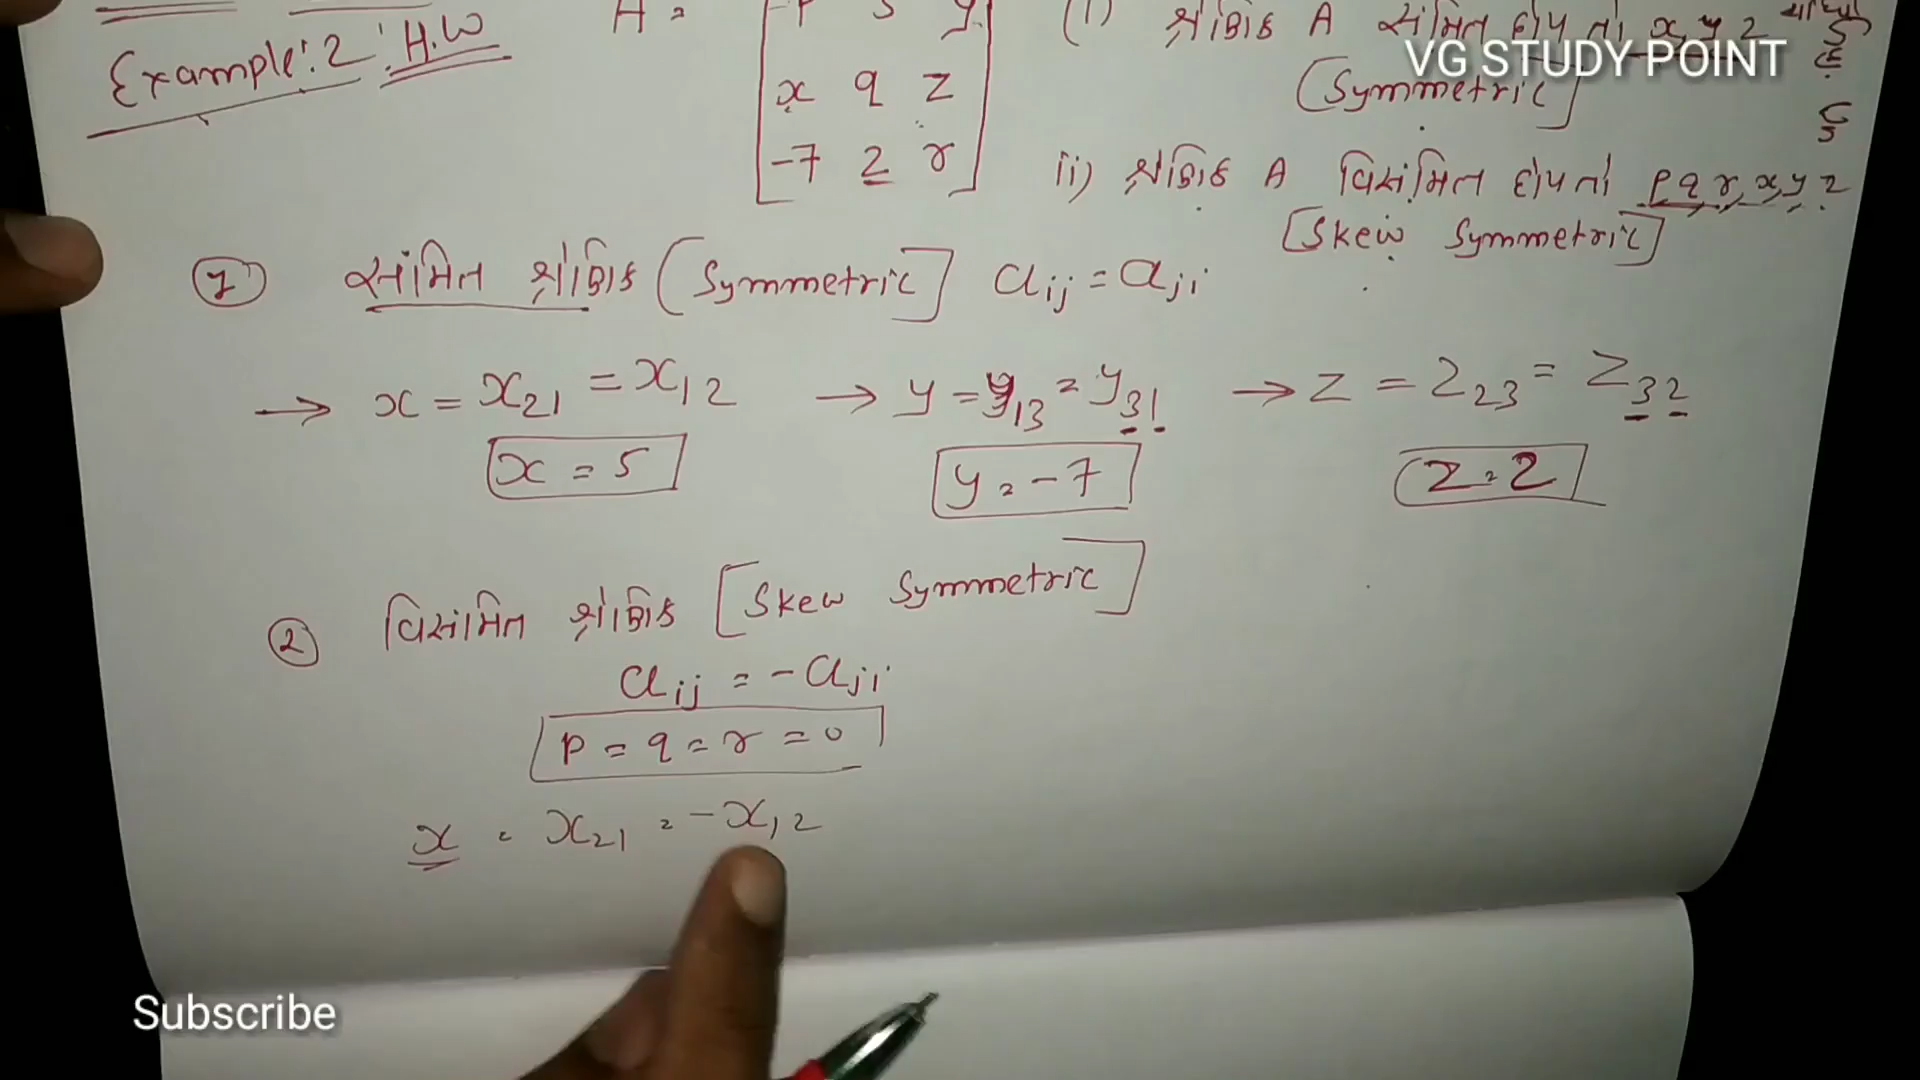 Example: 2 : H.W
A =
x q z
-7 2 r
(i) શ્રેણિક A સંમિત હોય તો x, y, z
VG STUDY POINT
(Symmetric]
ii) શ્રેણિક A વિસંમિત હોય તો p q r, x, y, z
[Skew Symmetric]
1 સંમિત શ્રેણિક (Symmetric] aij = aji
→ x = x21 = x12 → y = y13 = y31 → z = z23 = z32
x = 5 y = -7 z = 2
2 વિસંમિત શ્રેણિક [Skew Symmetric]
aij = -aji
p = q = r = 0
x = x21 = -x12
Subscribe